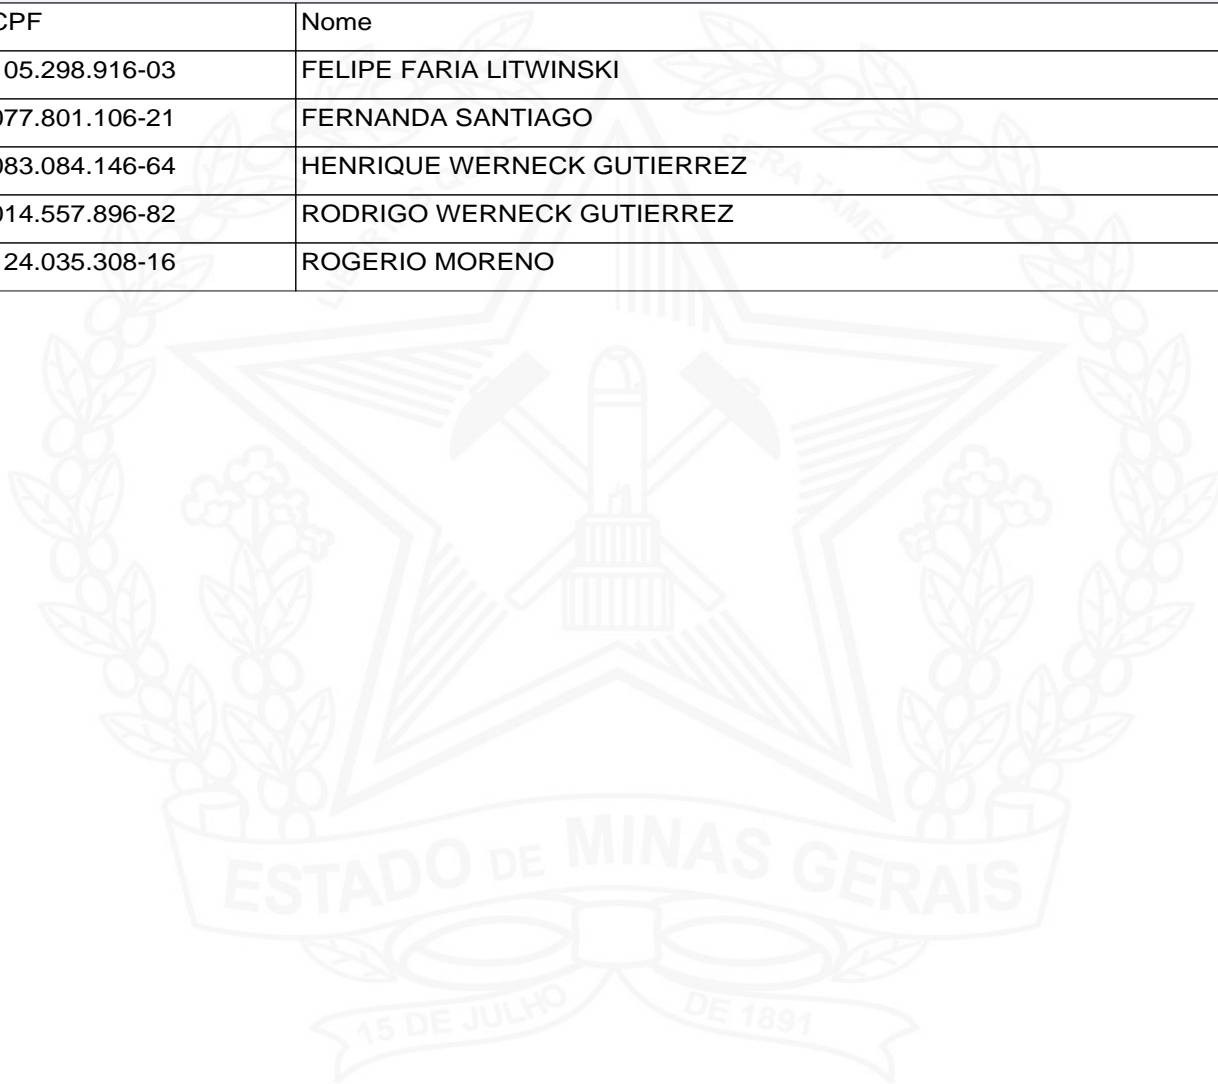 CPF Nome
05.298.916-03 FELIPE FARIA LITWINSKI
077.801.106-21 FERNANDA SANTIAGO
083.084.146-64 HENRIQUE WERNECK GUTIERREZ
014.557.896-82 RODRIGO WERNECK GUTIERREZ
24.035.308-16 ROGERIO MORENO
SERA TAMEN
ESTADO DE MINAS GERAIS
15 DE JULHO DE 1891